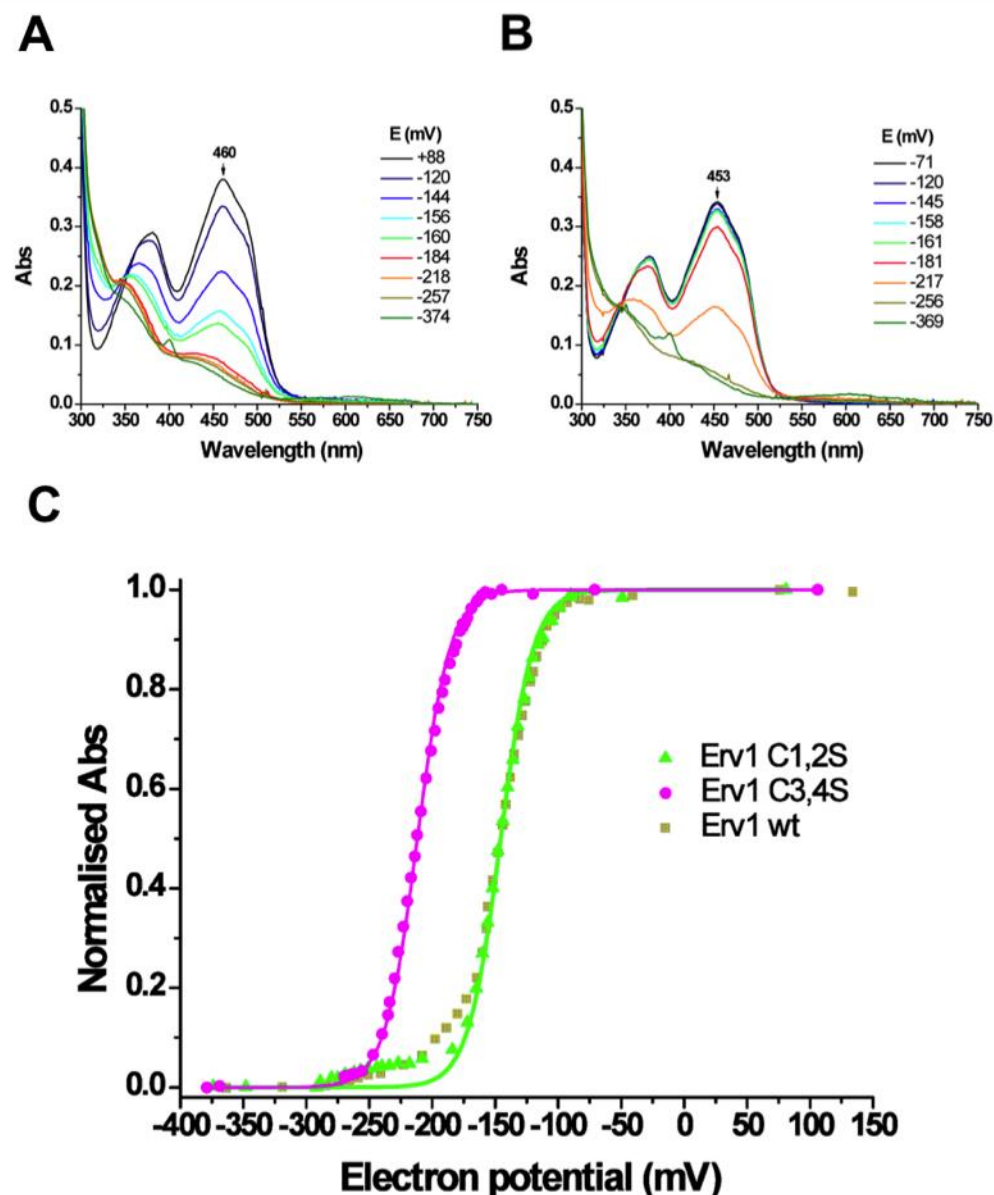 A
0.5
0.4
0.3
0.2
0.1
0.0
Abs
460
E (mV)
+88
-120
-144
-156
-160
-184
-218
-257
-374
300 350 400 450 500 550 600 650 700 750
Wavelength (nm)
B
0.5
0.4
0.3
0.2
0.1
0.0
Abs
453
E (mV)
-71
-120
-145
-158
-161
-181
-217
-256
-369
300 350 400 450 500 550 600 650 700 750
Wavelength (nm)
C
1.0
0.8
0.6
0.4
0.2
0.0
Normalised Abs
Erv1 C1,2S
Erv1 C3,4S
Erv1 wt
-400 -350 -300 -250 -200 -150 -100 -50 0 50 100 150
Electron potential (mV)